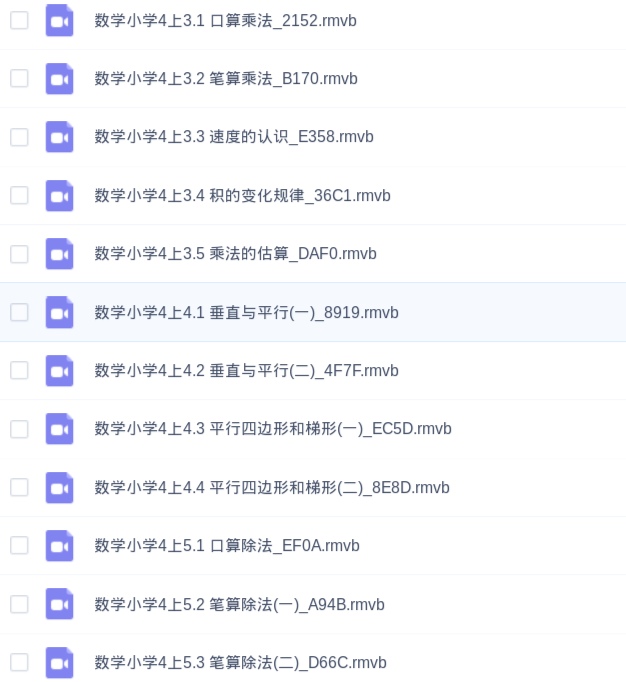 数学小学4上3.1 口算乘法_2152.rmvb
数学小学4上3.2 笔算乘法_B170.rmvb
数学小学4上3.3 速度的认识_E358.rmvb
数学小学4上3.4 积的变化规律_36C1.rmvb
数学小学4上3.5 乘法的估算_DAF0.rmvb
数学小学4上4.1 垂直与平行(一)_8919.rmvb
数学小学4上4.2 垂直与平行(二)_4F7F.rmvb
数学小学4上4.3 平行四边形和梯形(一)_EC5D.rmvb
数学小学4上4.4 平行四边形和梯形(二)_8E8D.rmvb
数学小学4上5.1 口算除法_EF0A.rmvb
数学小学4上5.2 笔算除法(一)_A94B.rmvb
数学小学4上5.3 笔算除法(二)_D66C.rmvb